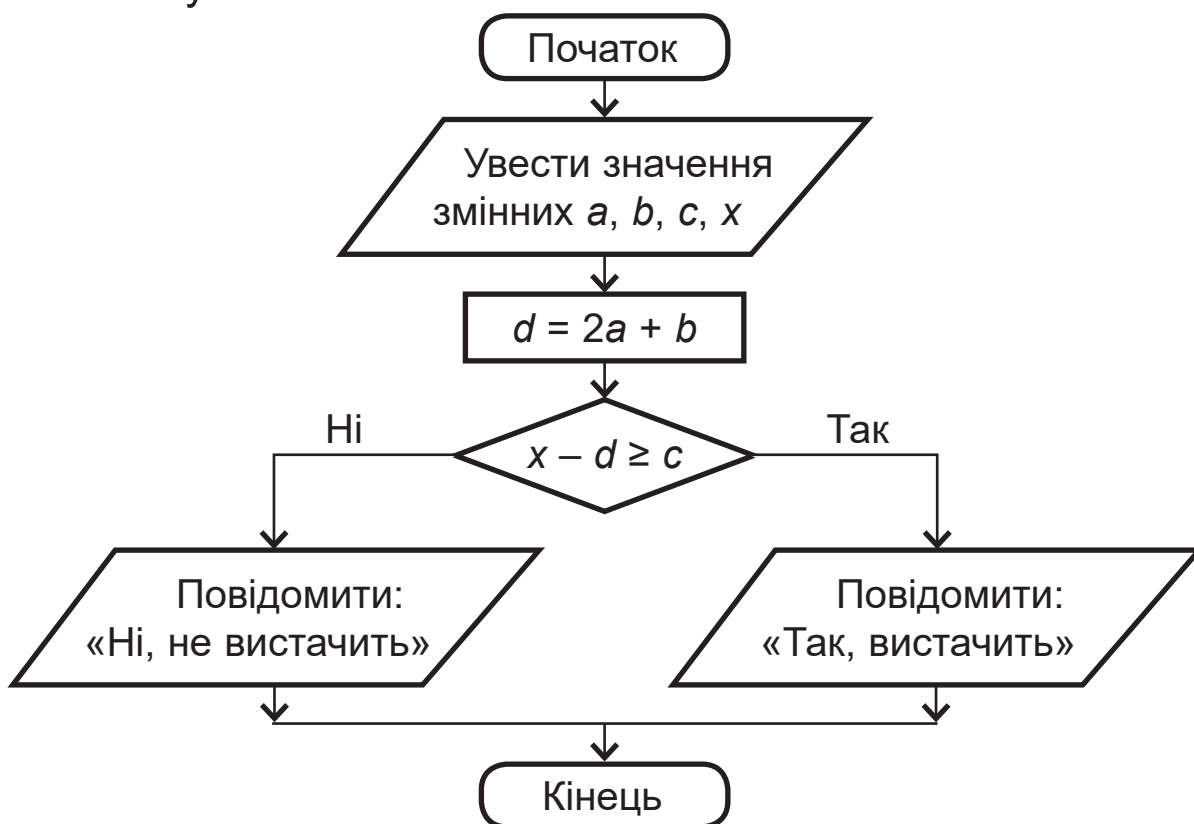 Початок
Увести значення
змінних a, b, c, x
d = 2a + b
Ні
x – d ≥ c
Так
Повідомити:
«Ні, не вистачить»
Повідомити:
«Так, вистачить»
Кінець